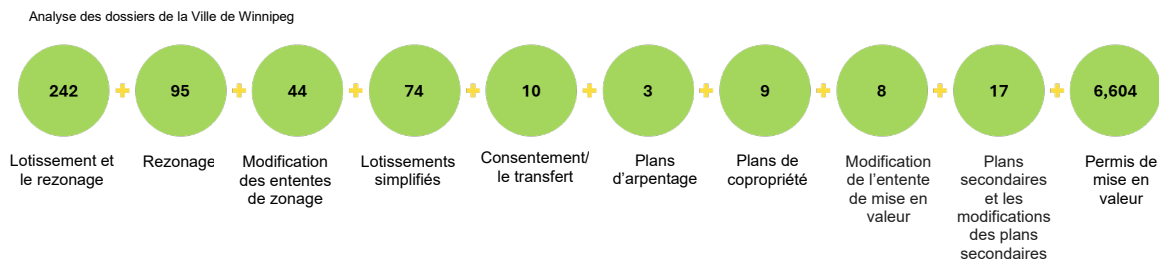 Analyse des dossiers de la Ville de Winnipeg
242 + 95 + 44 + 74 + 10 + 3 + 9 + 8 + 17 + 6,604
Lotissement et
le rezonage
Rezonage
Modification
des ententes
de zonage
Lotissements
simplifiés
Consentement/
le transfert
Plans
d’arpentage
Plans de
copropriété
Modification
de l’entente
de mise en
valeur
Plans
secondaires
et les
modifications
des plans
secondaires
Permis de
mise en
valeur